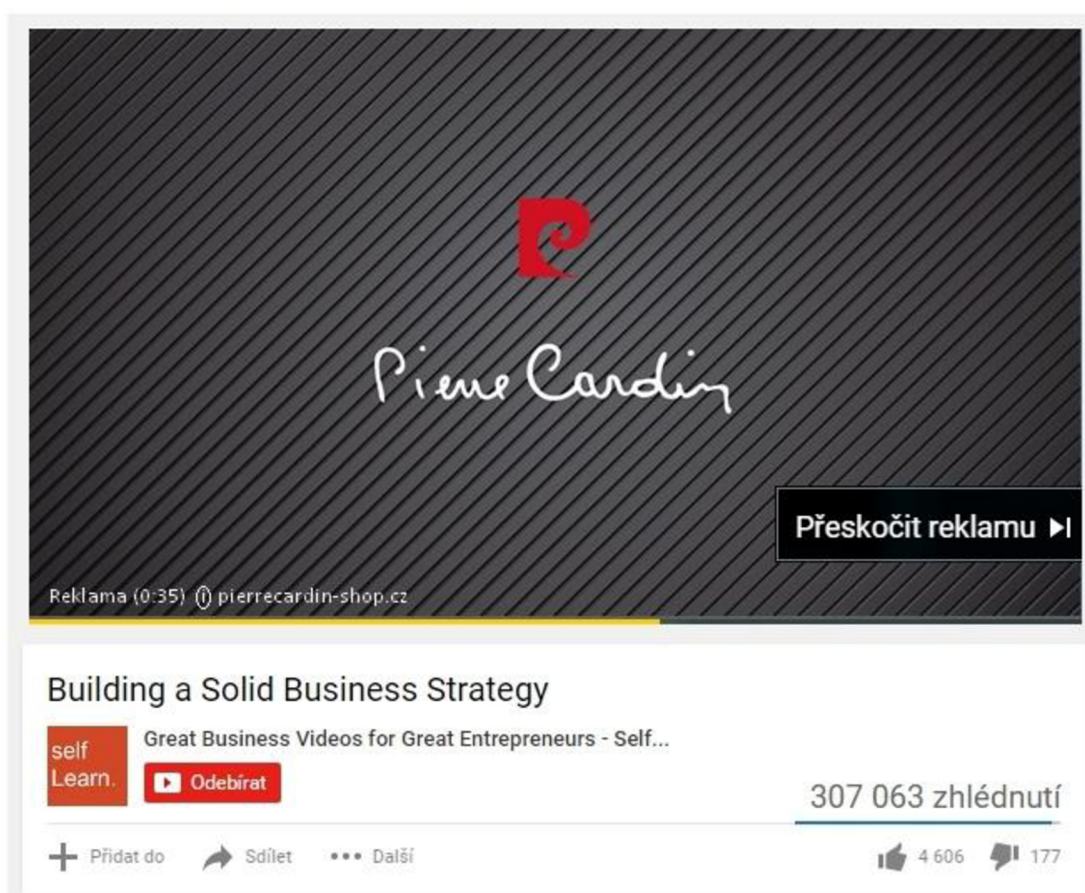 Pierre Cardin
Přeskočit reklamu
Reklama (0:35) i pierrecardin-shop.cz
Building a Solid Business Strategy
self
Learn.
Great Business Videos for Great Entrepreneurs - Self...
Odebírat
307 063 zhlédnutí
Přidat do
Sdílet
••• Další
4 606
177